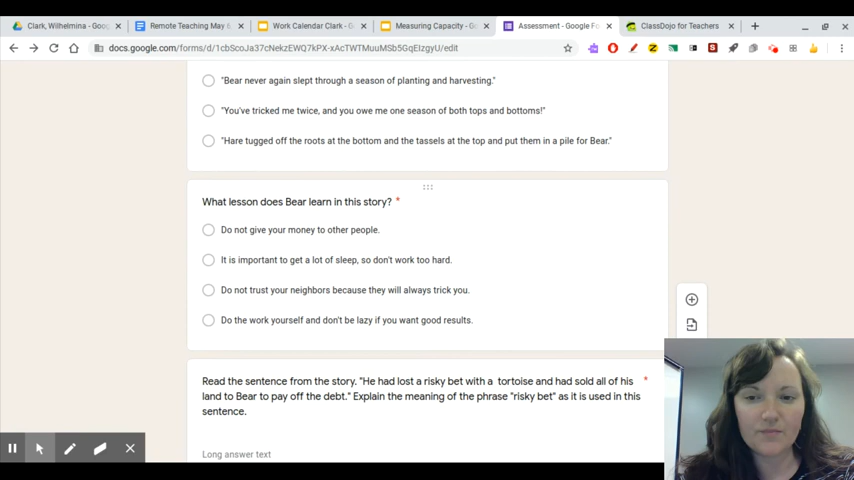 Clark, Wilhelmina - Goog
Remote Teaching May &
Work Calendar Clark - G
Measuring Capacity - G
Assessment - Google Fo
ClassDojo for Teachers
docs.google.com/forms/d/1cbScoJa37cNekzEWQ7kPX-xAcTWTMuuMSb5GqEIzgyU/edit
"Bear never again slept through a season of planting and harvesting."
"You've tricked me twice, and you owe me one season of both tops and bottoms!"
"Hare tugged off the roots at the bottom and the tassels at the top and put them in a pile for Bear."
What lesson does Bear learn in this story? *
Do not give your money to other people.
It is important to get a lot of sleep, so don't work too hard.
Do not trust your neighbors because they will always trick you.
Do the work yourself and don't be lazy if you want good results.
Read the sentence from the story. "He had lost a risky bet with a tortoise and had sold all of his *
land to Bear to pay off the debt." Explain the meaning of the phrase "risky bet" as it is used in this
sentence.
Long answer text